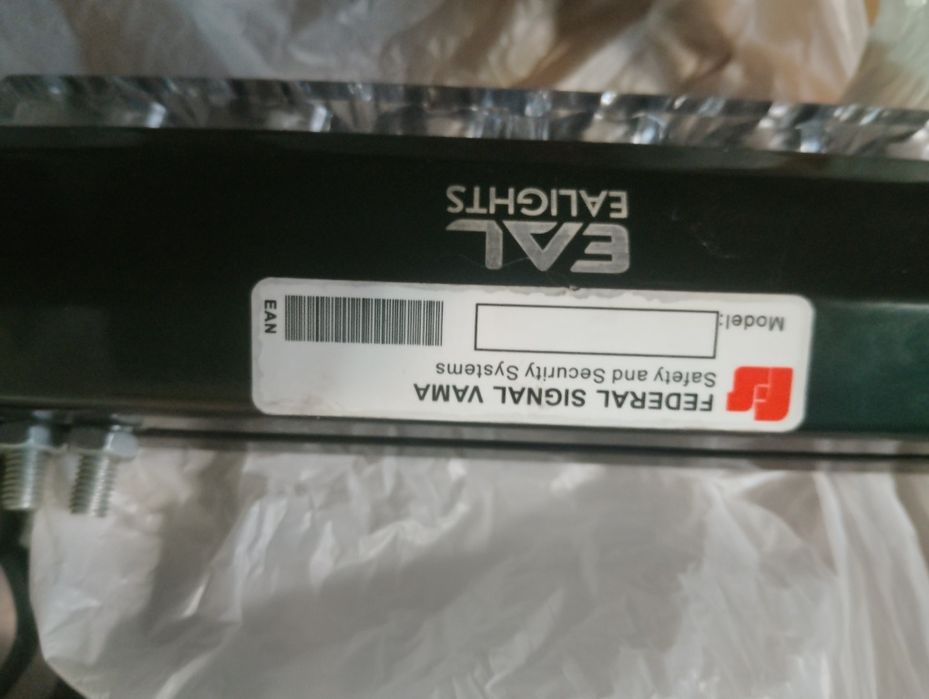 FEDERAL SIGNAL VAMA
Safety and Security Systems
Model:
EAN
EAL
EALIGHTS